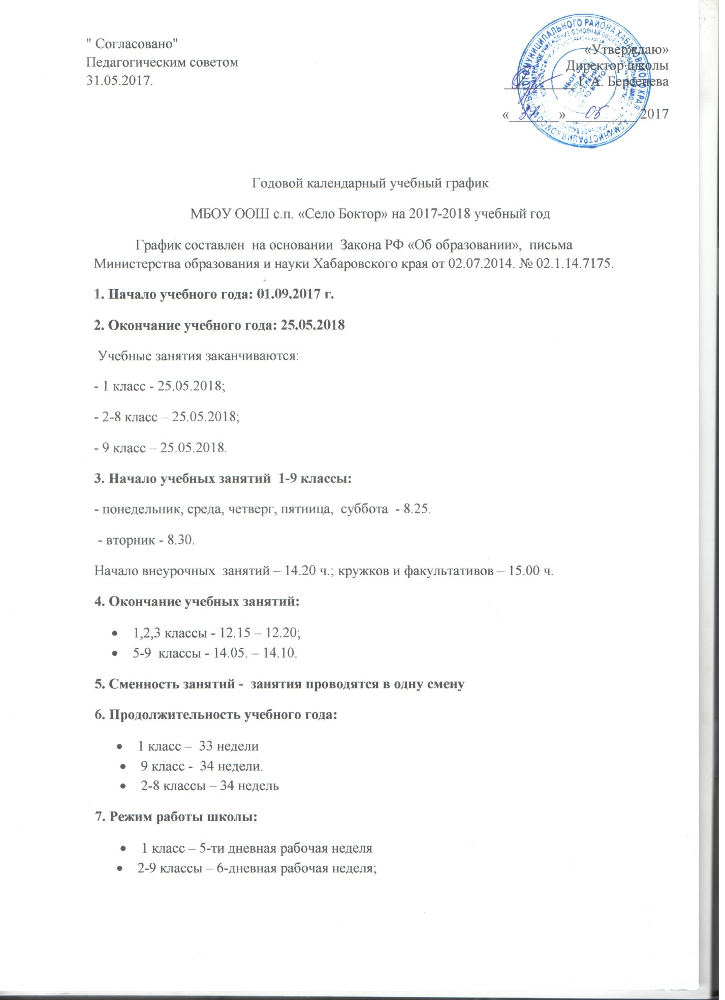 " Согласовано"
Педагогическим советом
31.05.2017.
«Утверждаю»
Директор школы
Г.А. Берсенева
« 31 » 05 2017
Годовой календарный учебный график
МБОУ ООШ с.п. «Село Боктор» на 2017-2018 учебный год
График составлен на основании Закона РФ «Об образовании», письма
Министерства образования и науки Хабаровского края от 02.07.2014. № 02.1.14.7175.
1. Начало учебного года: 01.09.2017 г.
2. Окончание учебного года: 25.05.2018
Учебные занятия заканчиваются:
- 1 класс - 25.05.2018;
- 2-8 класс – 25.05.2018;
- 9 класс – 25.05.2018.
3. Начало учебных занятий 1-9 классы:
- понедельник, среда, четверг, пятница, суббота - 8.25.
- вторник - 8.30.
Начало внеурочных занятий – 14.20 ч.; кружков и факультативов – 15.00 ч.
4. Окончание учебных занятий:
• 1,2,3 классы - 12.15 – 12.20;
• 5-9 классы - 14.05. – 14.10.
5. Сменность занятий - занятия проводятся в одну смену
6. Продолжительность учебного года:
• 1 класс – 33 недели
• 9 класс - 34 недели.
• 2-8 классы – 34 недель
7. Режим работы школы:
• 1 класс – 5-ти дневная рабочая неделя
• 2-9 классы – 6-дневная рабочая неделя;